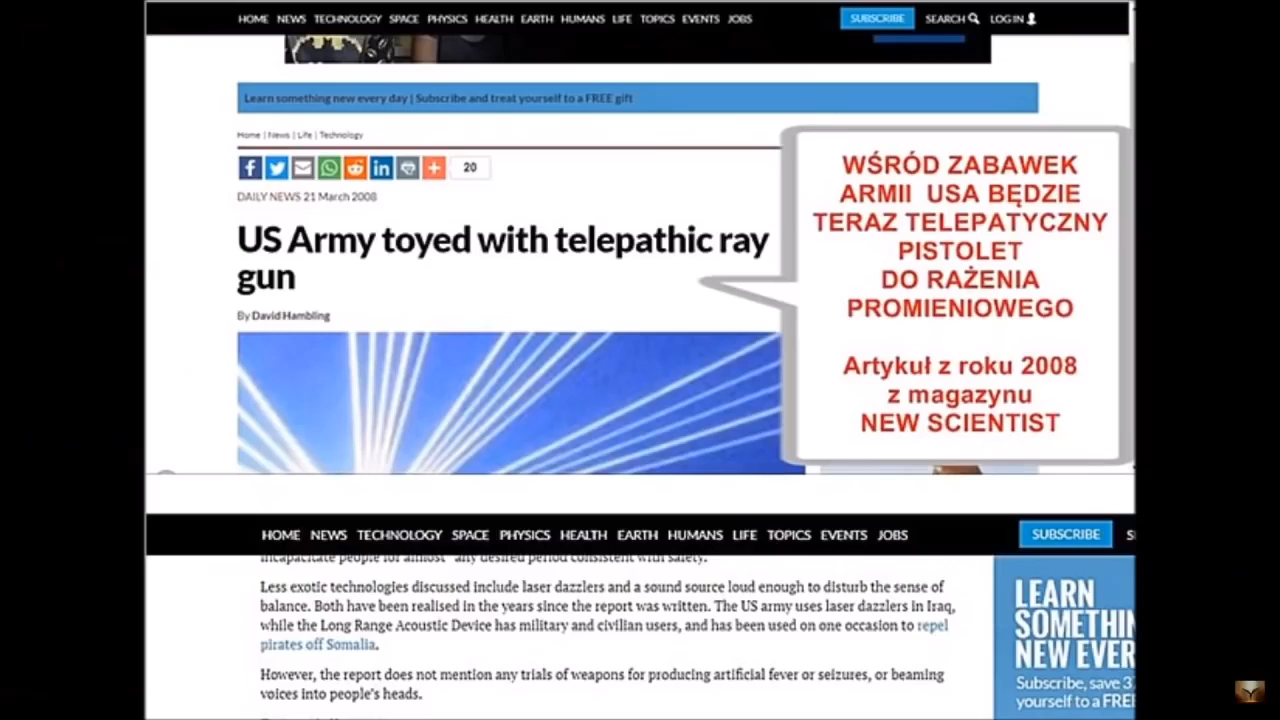 HOME NEWS TECHNOLOGY SPACE PHYSICS HEALTH EARTH HUMANS LIFE TOPICS EVENTS JOBS SUBSCRIBE SEARCH LOG IN
Learn something new every day | Subscribe and treat yourself to a FREE gift
Home | News | Life | Technology
20
DAILY NEWS 21 March 2008
US Army toyed with telepathic ray
gun
By David Hambling
WŚRÓD ZABAWEK
ARMII USA BĘDZIE
TERAZ TELEPATYCZNY
PISTOLET
DO RAŻENIA
PROMIENIOWEGO
Artykuł z roku 2008
z magazynu
NEW SCIENTIST
HOME NEWS TECHNOLOGY SPACE PHYSICS HEALTH EARTH HUMANS LIFE TOPICS EVENTS JOBS SUBSCRIBE S
incapacitate people for almost "any desired period consistent with safety.
Less exotic technologies discussed include laser dazzlers and a sound source loud enough to disturb the sense of
balance. Both have been realised in the years since the report was written. The US army uses laser dazzlers in Iraq,
while the Long Range Acoustic Device has military and civilian users, and has been used on one occasion to repel
pirates off Somalia.
However, the report does not mention any trials of weapons for producing artificial fever or seizures, or beaming
voices into people's heads.
LEARN
SOMETHIN
NEW EVER
Subscribe, save 3
yourself to a FREE